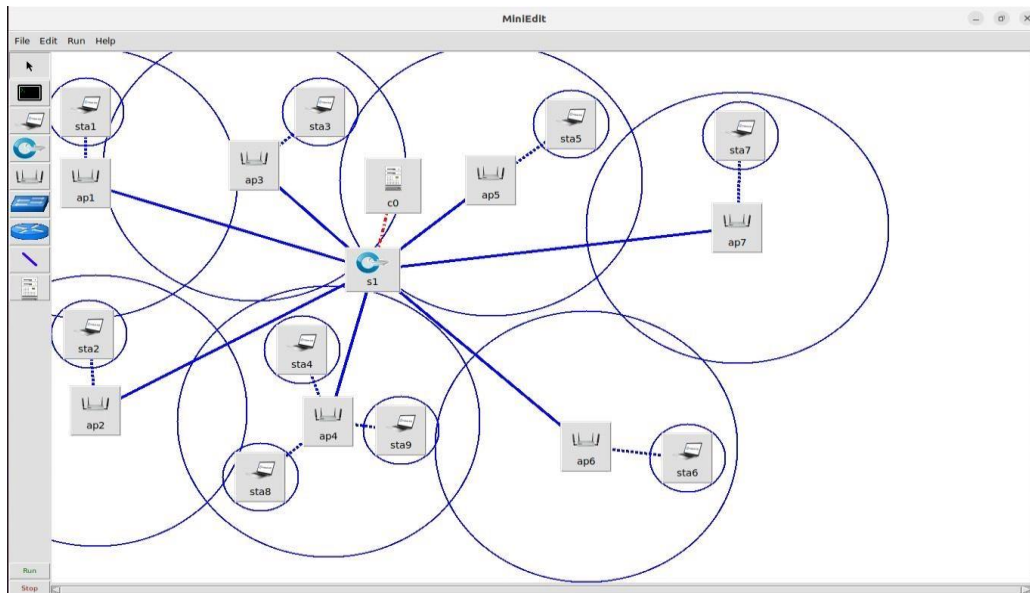 MiniEdit
File Edit Run Help
sta1
sta3
sta5
sta7
ap1
ap3
c0
ap5
ap7
s1
sta2
sta4
ap2
ap4
sta9
ap6
sta6
sta8
Run
Stop